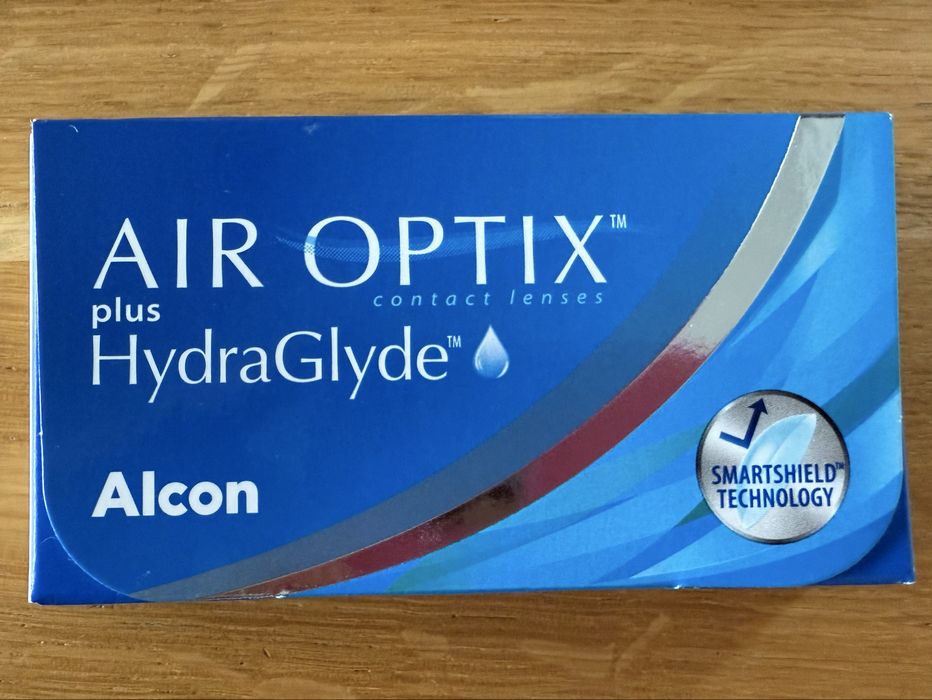 AIR OPTIX™
contact lenses
plus
HydraGlyde™
Alcon
SMARTSHIELD™
TECHNOLOGY